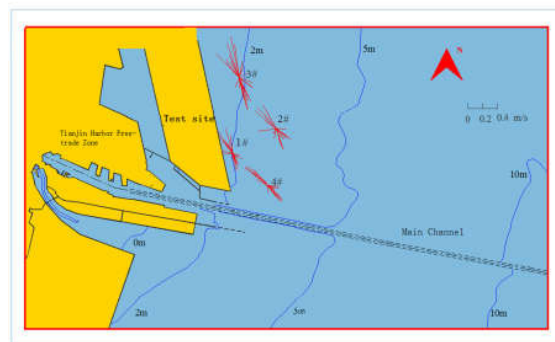 2m
5m
N
3#
Test site
2#
0 0.2 0.4 m/s
Tianjin Harbor Free-
trade Zone
1#
4#
10m
Main Channel
0m
2m
10m